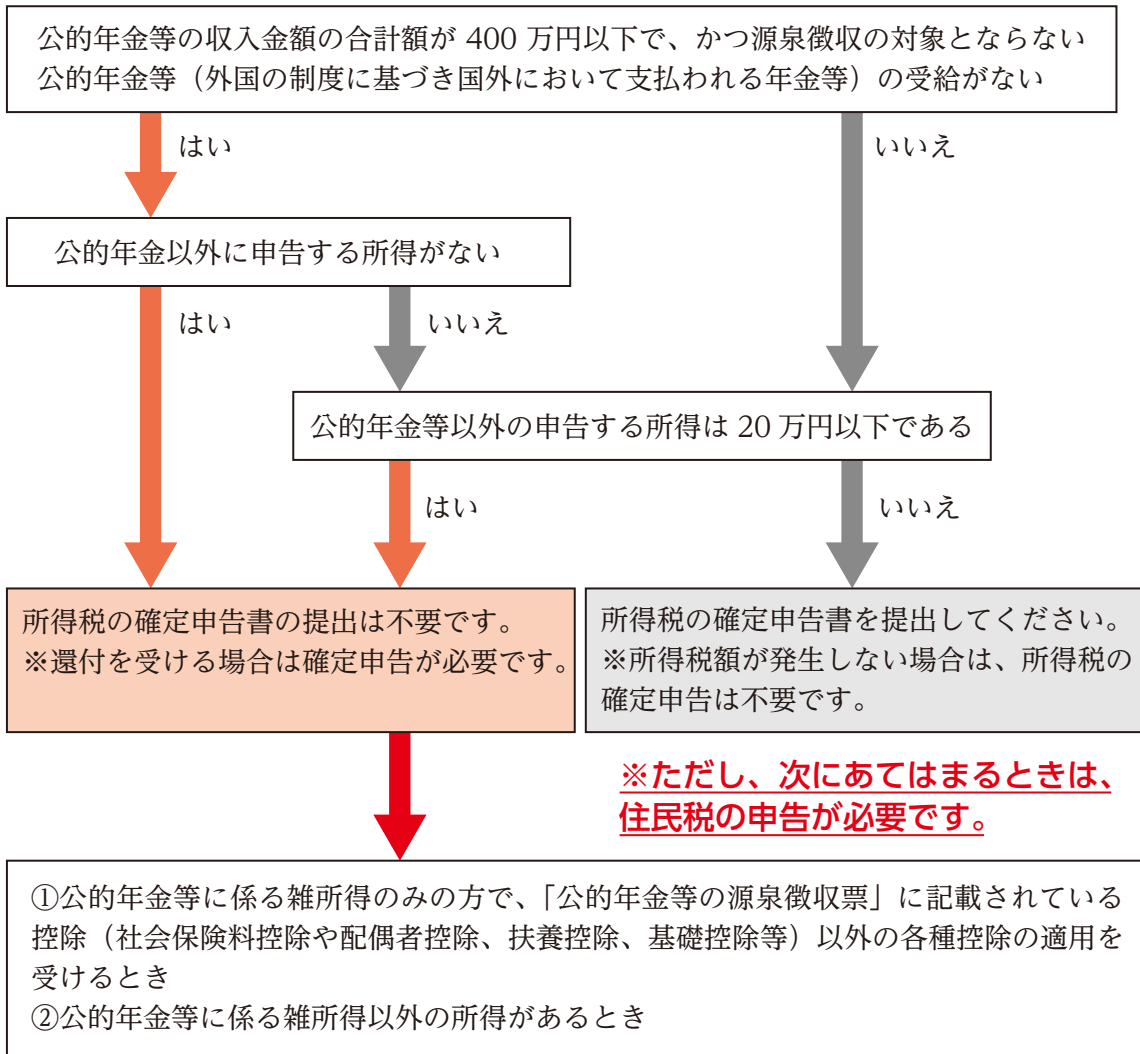 公的年金等の収入金額の合計額が 400 万円以下で、かつ源泉徴収の対象とならない
公的年金等（外国の制度に基づき国外において支払われる年金等）の受給がない
はい
いいえ
公的年金以外に申告する所得がない
はい
いいえ
公的年金等以外の申告する所得は 20 万円以下である
はい
いいえ
所得税の確定申告書の提出は不要です。
※還付を受ける場合は確定申告が必要です。
所得税の確定申告書を提出してください。
※所得税額が発生しない場合は、所得税の
確定申告は不要です。
※ただし、次にあてはまるときは、
住民税の申告が必要です。
①公的年金等に係る雑所得のみの方で、「公的年金等の源泉徴収票」に記載されている
控除（社会保険料控除や配偶者控除、扶養控除、基礎控除等）以外の各種控除の適用を
受けるとき
②公的年金等に係る雑所得以外の所得があるとき